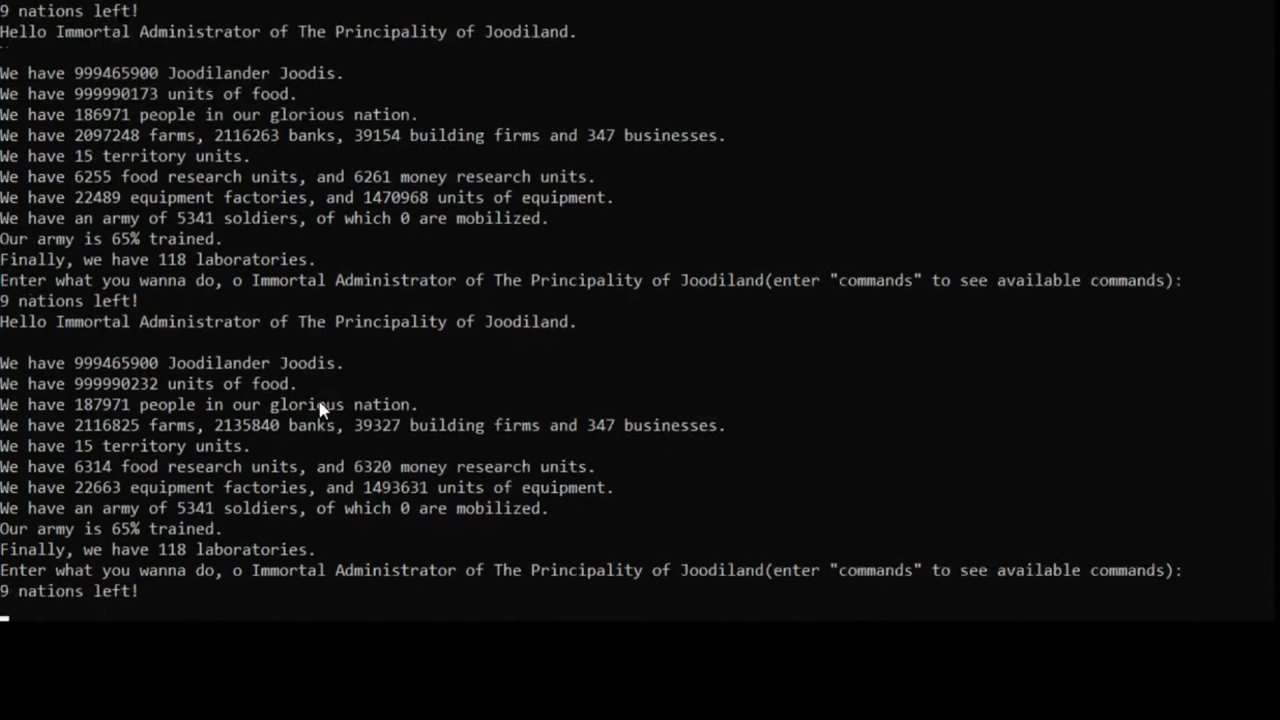 9 nations left!
Hello Immortal Administrator of The Principality of Joodiland.
We have 999465900 Joodilander Joodis.
We have 999990173 units of food.
We have 186971 people in our glorious nation.
We have 2097248 farms, 2116263 banks, 39154 building firms and 347 businesses.
We have 15 territory units.
We have 6255 food research units, and 6261 money research units.
We have 22489 equipment factories, and 1470968 units of equipment.
We have an army of 5341 soldiers, of which 0 are mobilized.
Our army is 65% trained.
Finally, we have 118 laboratories.
Enter what you wanna do, o Immortal Administrator of The Principality of Joodiland(enter "commands" to see available commands):
9 nations left!
Hello Immortal Administrator of The Principality of Joodiland.
We have 999465900 Joodilander Joodis.
We have 999990232 units of food.
We have 187971 people in our glorious nation.
We have 2116825 farms, 2135840 banks, 39327 building firms and 347 businesses.
We have 15 territory units.
We have 6314 food research units, and 6320 money research units.
We have 22663 equipment factories, and 1493631 units of equipment.
We have an army of 5341 soldiers, of which 0 are mobilized.
Our army is 65% trained.
Finally, we have 118 laboratories.
Enter what you wanna do, o Immortal Administrator of The Principality of Joodiland(enter "commands" to see available commands):
9 nations left!